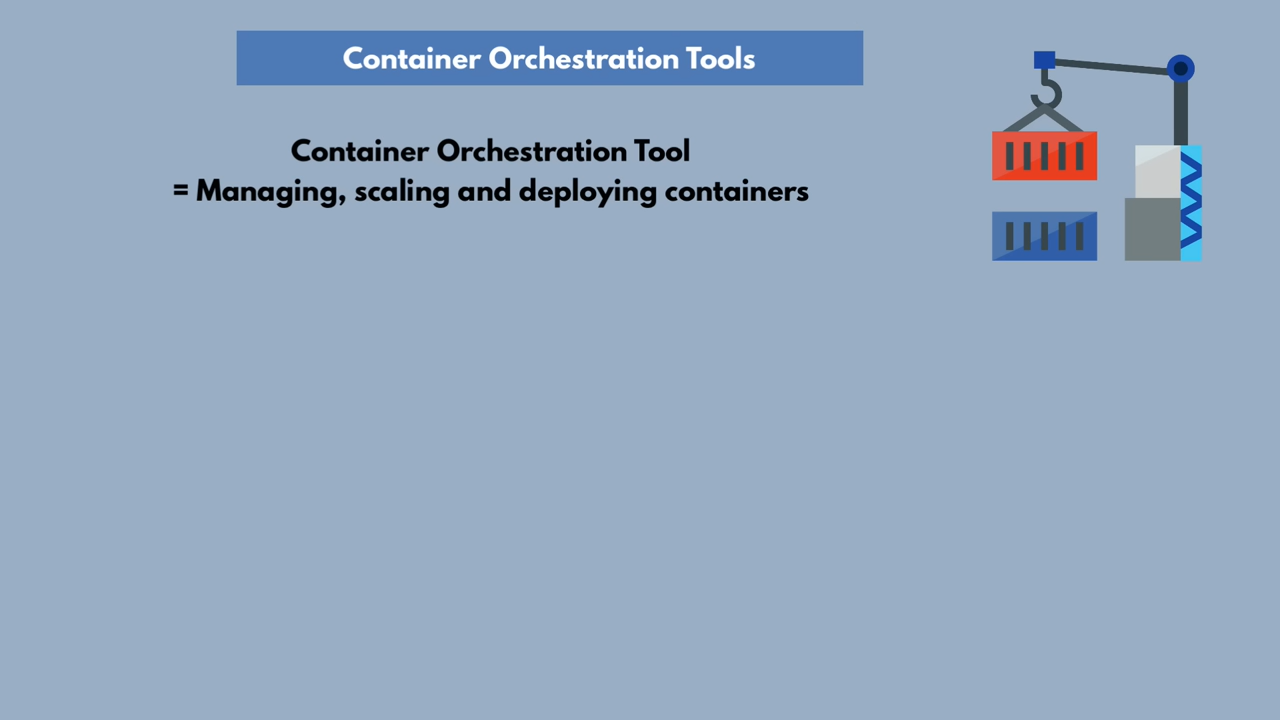 Container Orchestration Tools
Container Orchestration Tool
= Managing, scaling and deploying containers